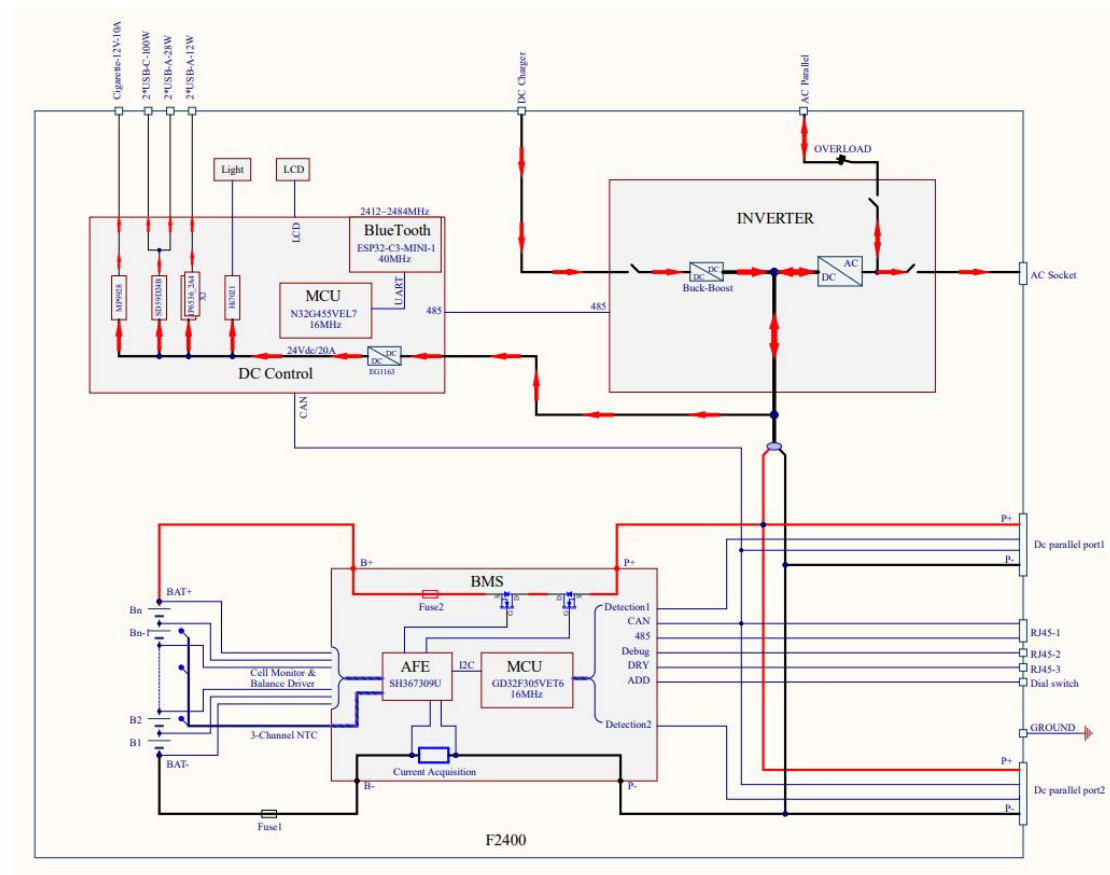 Cigarette-12V-10A
2*USB-C-100W
2*USB-A-28W
2*USB-A-12W
DC Charger
AC Parallel
OVERLOAD
Light
LCD
INVERTER
2412~2484MHz
BlueTooth
ESP32-C3-MINI-1
40MHz
LCD
UART
MCU
N32G455VEL7
16MHz
MP9928
SD59D24B
IP6536_2A4
X2
Hi7021
DC
DC
Buck-Boost
AC
DC
AC Socket
485
485
24Vdc/20A
DC
DC
EG1163
DC Control
CAN
P+
Dc parallel port1
P-
B+
P+
BMS
Fuse2
S
D
G
D
S
G
BAT+
Bn
Bn-1
Detection1
CAN
485
Debug
DRY
ADD
RJ45-1
RJ45-2
RJ45-3
Dial switch
AFE
SH367309U
I2C
MCU
GD32F305VET6
16MHz
Cell Monitor &
Balance Driver
B2
3-Channel NTC
B1
BAT-
Detection2
GROUND
Current Acquisition
B-
P-
P+
Dc parallel port2
P-
Fuse1
F2400